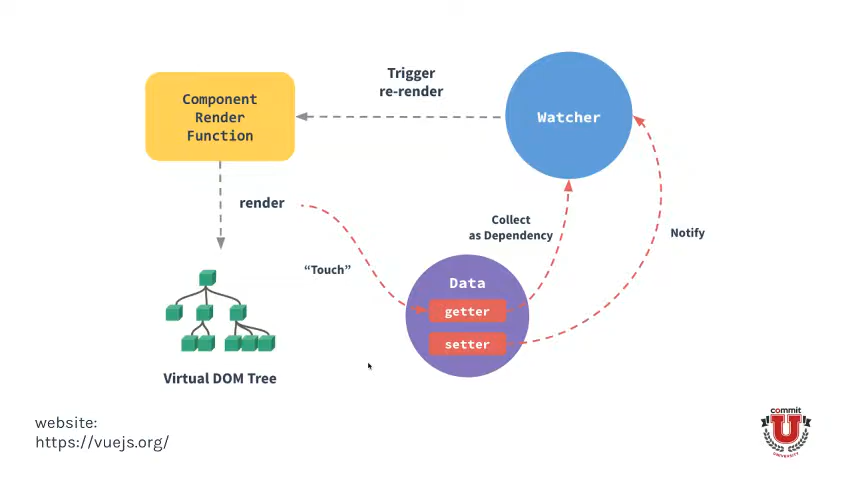 Trigger
re-render
Component
Render
Function
Watcher
render
Collect
as Dependency
Notify
“Touch”
Data
getter
setter
Virtual DOM Tree
website:
https://vuejs.org/
commit
U
UNIVERSITY